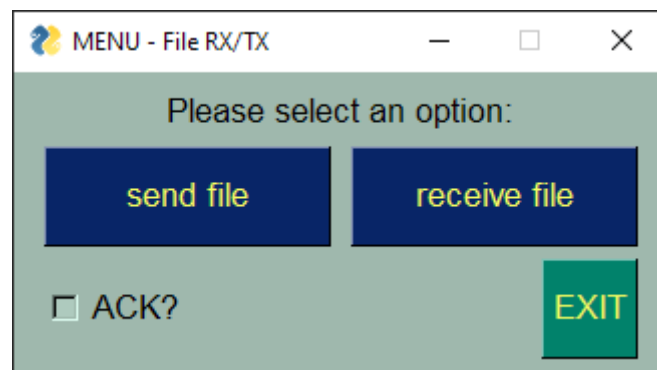 MENU - File RX/TX
Please select an option:
send file receive file
ACK? EXIT